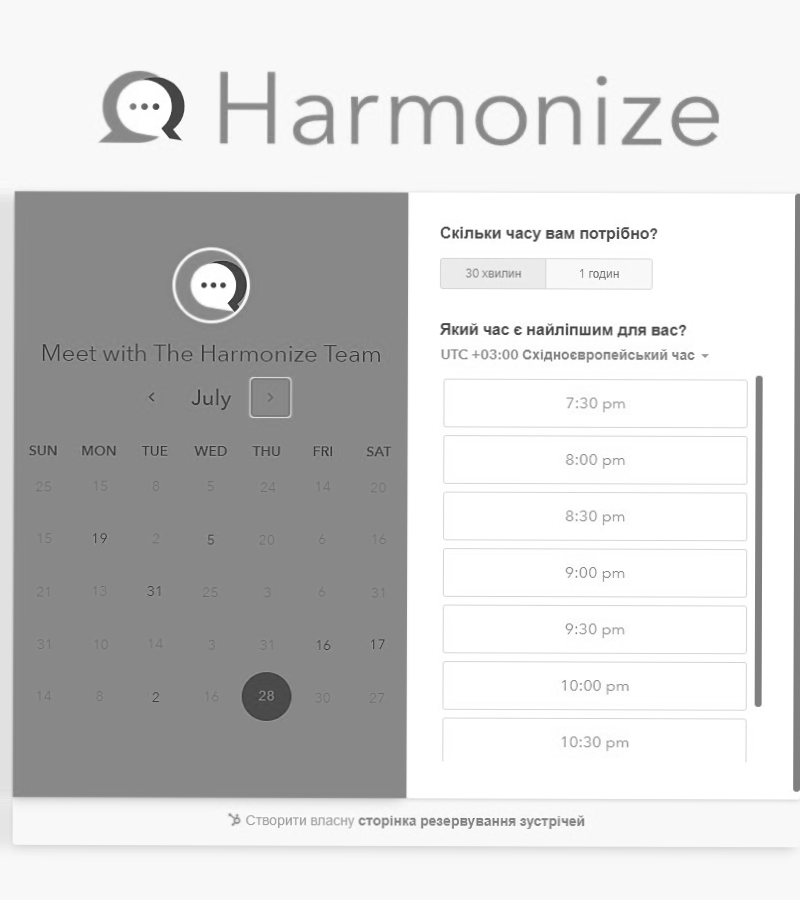 Harmonize
Meet with The Harmonize Team
July
SUN MON TUE WED THU FRI SAT
25 15 8 5 24 14 20
15 19 2 5 20 6 16
21 13 31 25 3 6 31
31 10 14 3 31 16 17
14 8 2 16 28 30 27
Скільки часу вам потрібно?
30 хвилин 1 годин
Який час є найліпшим для вас?
UTC +03:00 Східноєвропейський час
7:30 pm
8:00 pm
8:30 pm
9:00 pm
9:30 pm
10:00 pm
10:30 pm
Створити власну сторінка резервування зустрічей